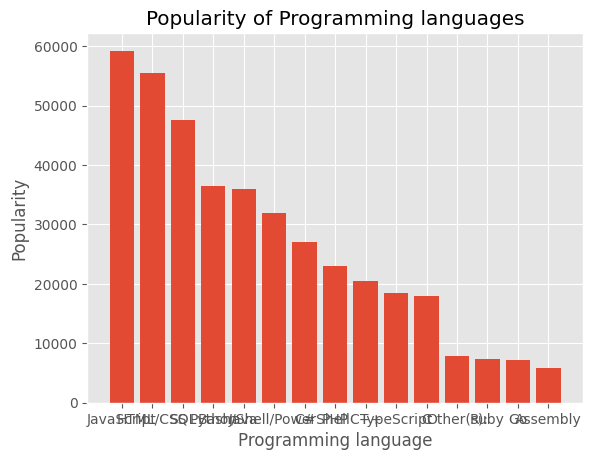 Popularity of Programming languages
60000
50000
40000
30000
20000
10000
0
Popularity
JavaScript
HTML/CSS
SQL
Python
Java
Bash/Shell/PowerShell
C#
PHP
C++
TypeScript
C
Other(s):
Ruby
Go
Assembly
Programming language